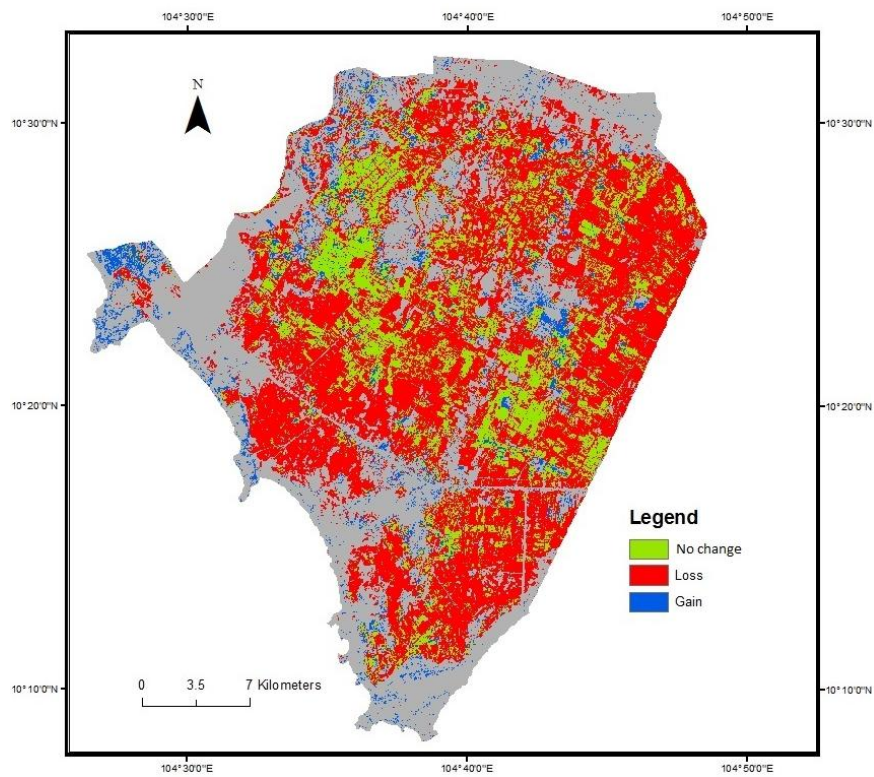 104°30'0"E 104°40'0"E 104°50'0"E
N
10°30'0"N 10°30'0"N
10°20'0"N 10°20'0"N
Legend
No change
Loss
Gain
0 3.5 7 Kilometers
10°10'0"N 10°10'0"N
104°30'0"E 104°40'0"E 104°50'0"E